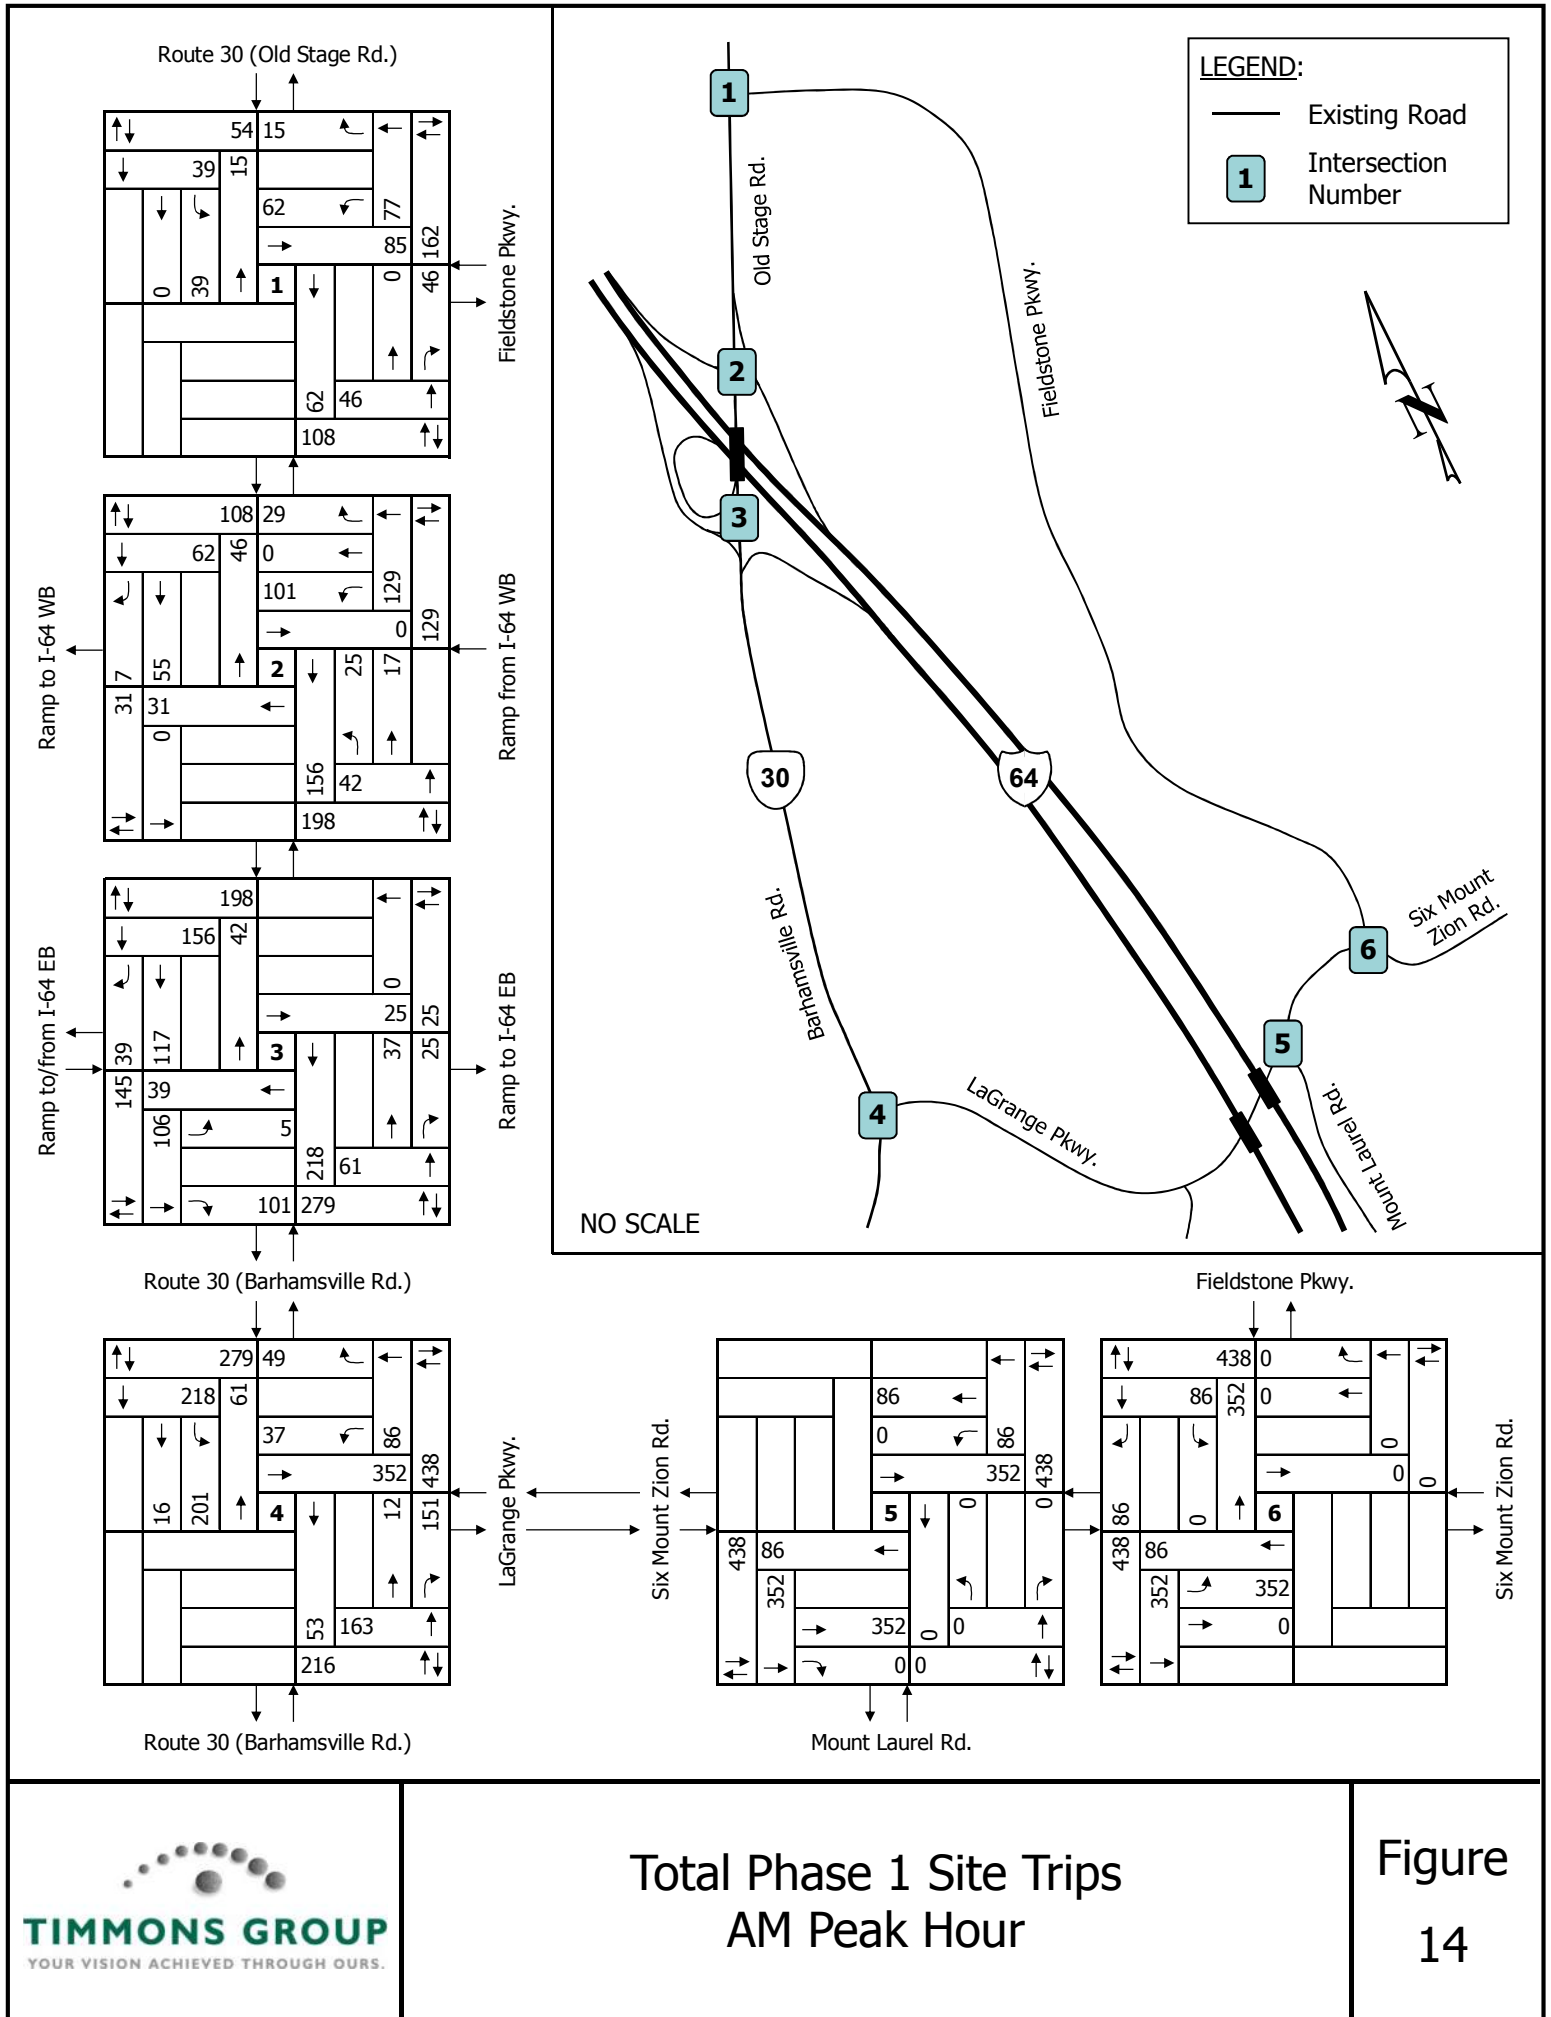 Route 30 (Old Stage Rd.)
54 15
39 15
62 77
85 162
0 39 1 0 46
62 46
108
Fieldstone Pkwy.
108 29
62 46 0
101 129
0 129
7 55 2 25 17
31 31
0
156 42
198
Ramp to I-64 WB
Ramp from I-64 WB
198
156 42
0
25 25
39 117 3 37 25
145 39
106 5
218 61
101 279
Ramp to/from I-64 EB
Ramp to I-64 EB
Route 30 (Barhamsville Rd.)
279 49
218 61
37 86
352 438
16 201 4 12 151
53 163
216
LaGrange Pkwy.
Route 30 (Barhamsville Rd.)
LEGEND:
Existing Road
1 Intersection
Number
1
Old Stage Rd.
Fieldstone Pkwy.
2
3
N
30
64
Barhamsville Rd.
Six Mount
Zion Rd.
6
5
4
LaGrange Pkwy.
Mount Laurel Rd.
NO SCALE
Six Mount Zion Rd.
86
0 86
352 438
5 0 0
438 86
352
352 0 0
0 0
Mount Laurel Rd.
Fieldstone Pkwy.
438 0
86 352 0
0
0 0
86 0 6
438 86
352 352
0
Six Mount Zion Rd.
TIMMONS GROUP
YOUR VISION ACHIEVED THROUGH OURS.
Total Phase 1 Site Trips
AM Peak Hour
Figure
14